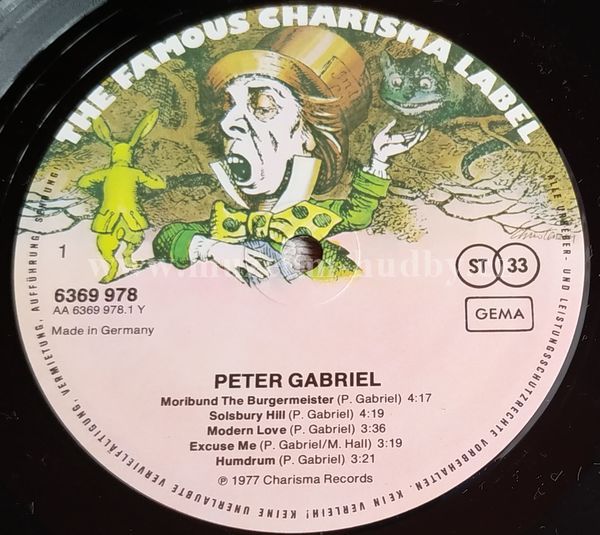 THE FAMOUS CHARISMA LABEL
1
6369 978
AA 6369 978.1 Y
Made in Germany
ST 33
GEMA
PETER GABRIEL
Moribund The Burgermeister (P. Gabriel) 4:17
Solsbury Hill (P. Gabriel) 4:19
Modern Love (P. Gabriel) 3:36
Excuse Me (P. Gabriel/M. Hall) 3:19
Humdrum (P. Gabriel) 3:21
℗ 1977 Charisma Records
ALLE URHEBER- UND LEISTUNGSSCHUTZRECHTE VORBEHALTEN. KEIN VERLEIH! KEINE UNERLAUBTE VERVIELFÄLTIGUNG, VERMIETUNG, AUFFÜHRUNG, SENDUNG